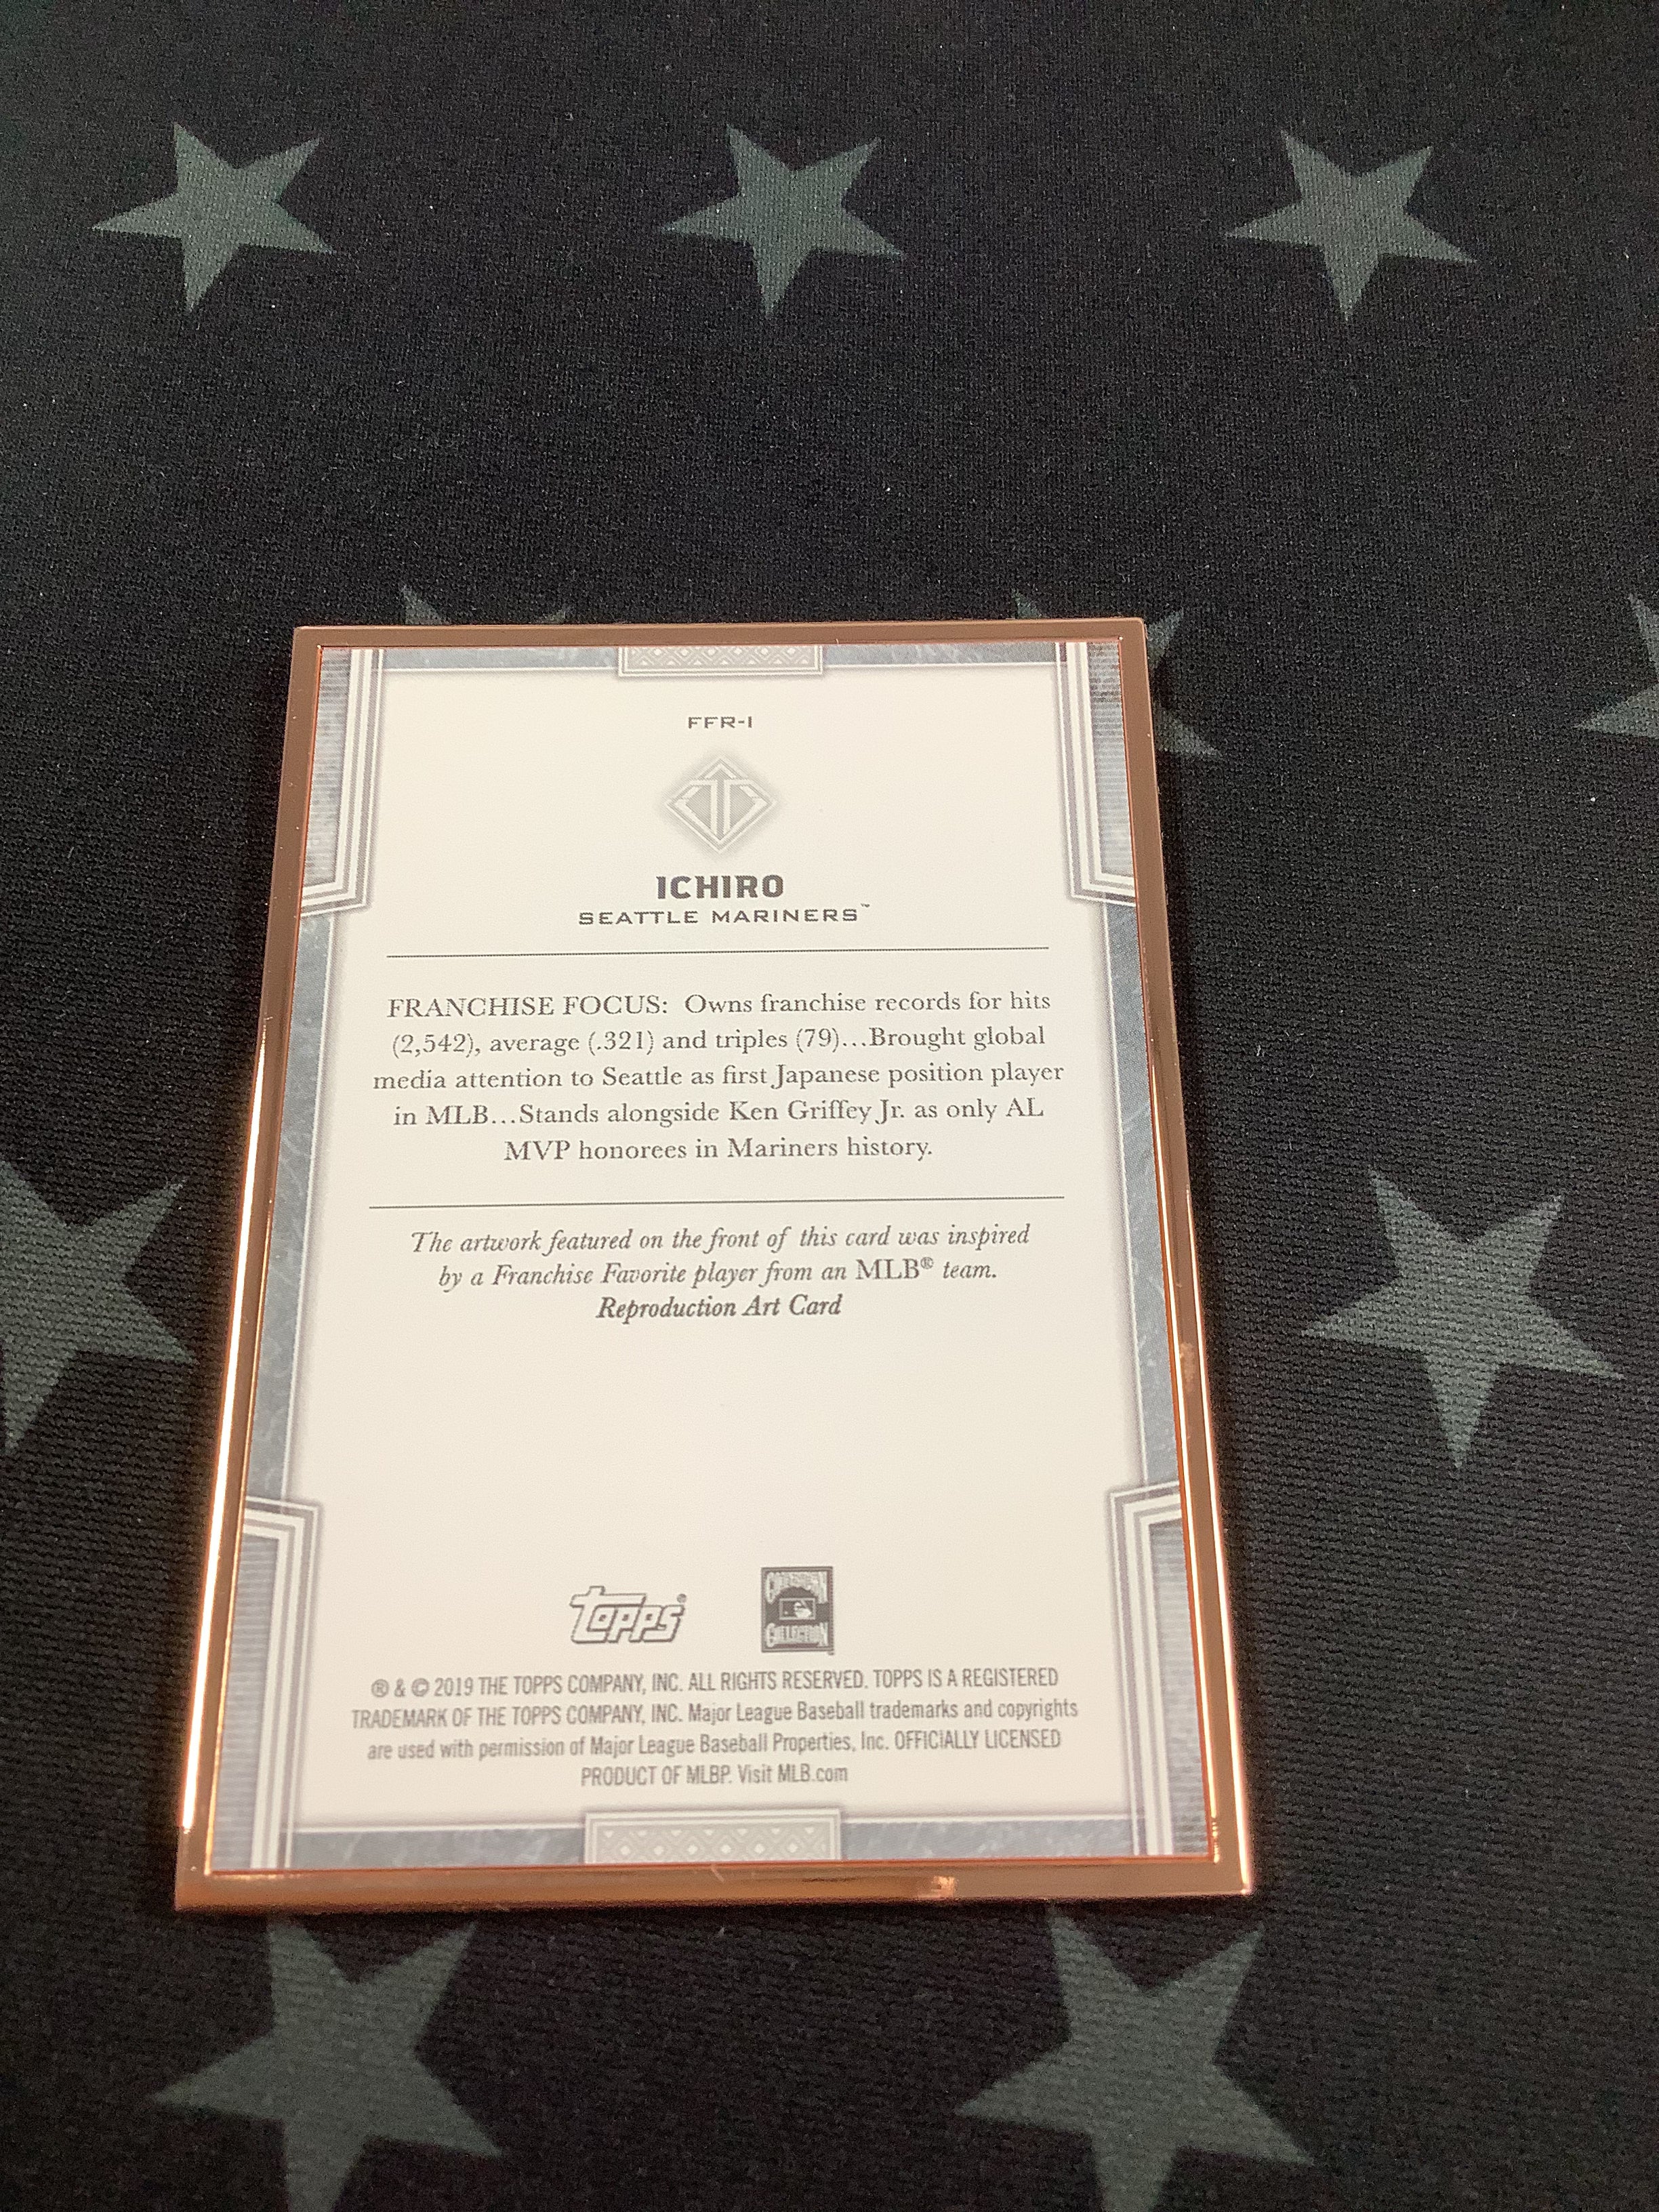 FFR-I
ICHIRO
SEATTLE MARINERS™
FRANCHISE FOCUS: Owns franchise records for hits
(2,542), average (.321) and triples (79)...Brought global
media attention to Seattle as first Japanese position player
in MLB...Stands alongside Ken Griffey Jr. as only AL
MVP honorees in Mariners history.
The artwork featured on the front of this card was inspired
by a Franchise Favorite player from an MLB® team.
Reproduction Art Card
topps®
COOPERSTOWN
COLLECTION
® & © 2019 THE TOPPS COMPANY, INC. ALL RIGHTS RESERVED. TOPPS IS A REGISTERED
TRADEMARK OF THE TOPPS COMPANY, INC. Major League Baseball trademarks and copyrights
are used with permission of Major League Baseball Properties, Inc. OFFICIALLY LICENSED
PRODUCT OF MLBP. Visit MLB.com